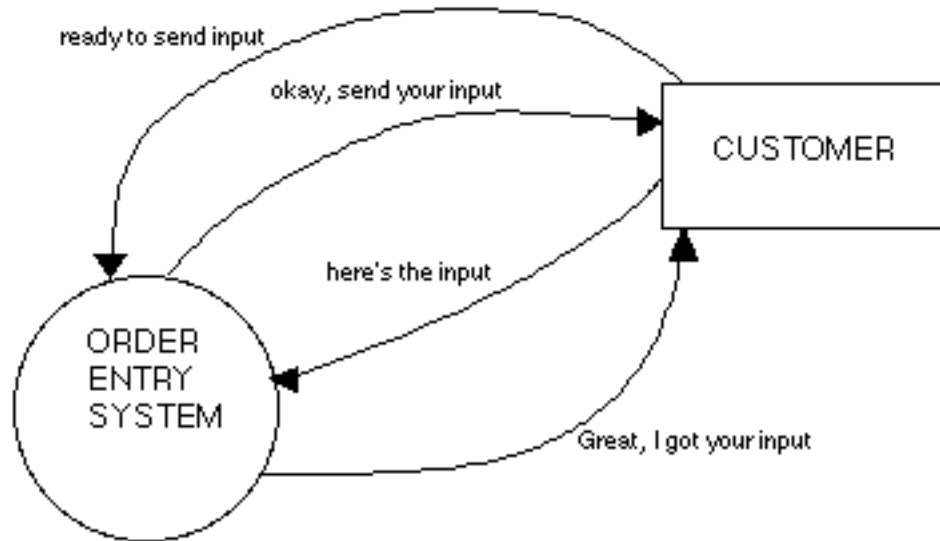 ready to send input
okay, send your input
CUSTOMER
here's the input
ORDER
ENTRY
SYSTEM
Great, I got your input